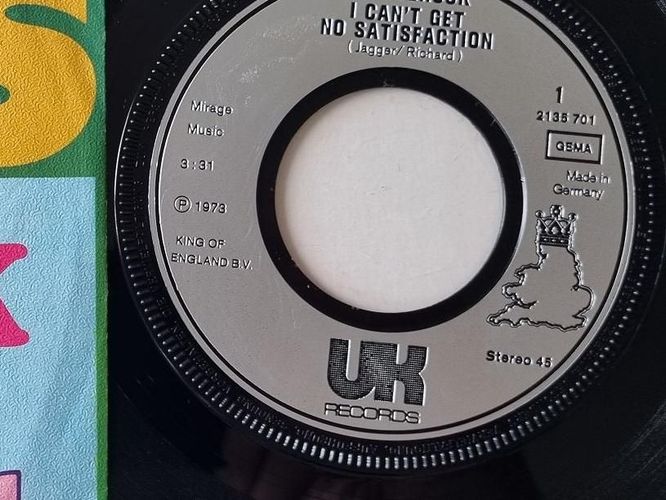 I CAN'T GET
NO SATISFACTION
(Jagger/ Richard)
1
2135 701
GEMA
Made in
Germany
Mirage
Music
3:31
℗ 1973
KING OF
ENGLAND B.V.
Stereo 45
UK
RECORDS
S